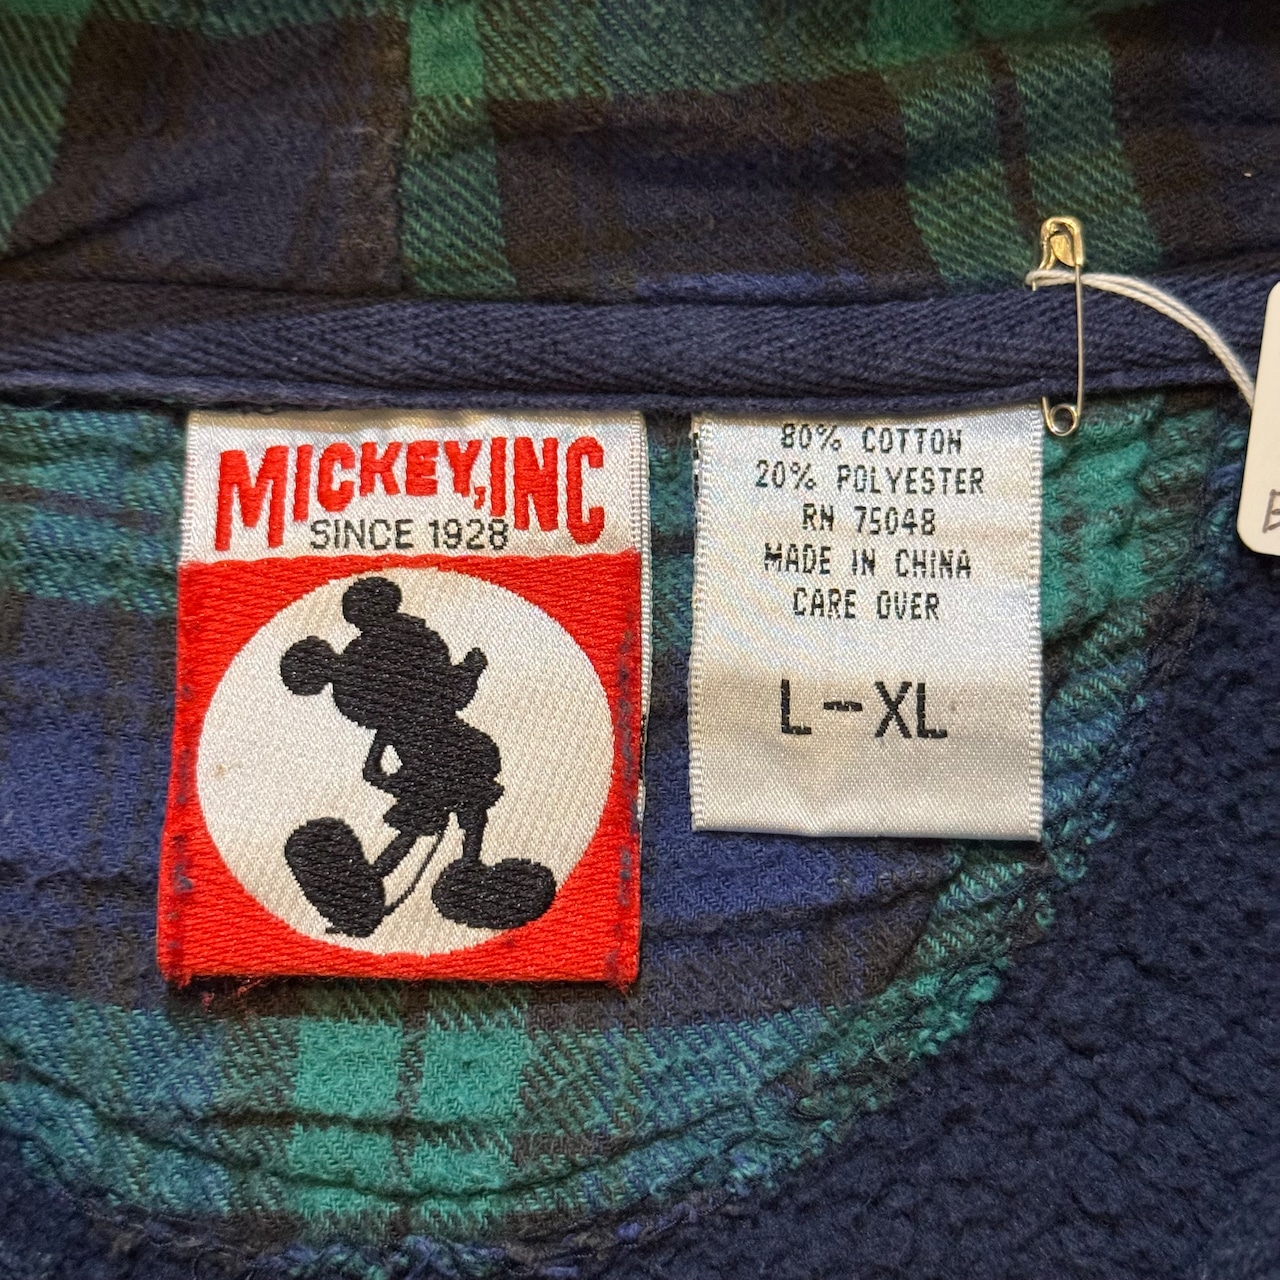 MICKEY, INC
SINCE 1928
80% COTTON
20% POLYESTER
RN 75048
MADE IN CHINA
CARE OVER
L-XL